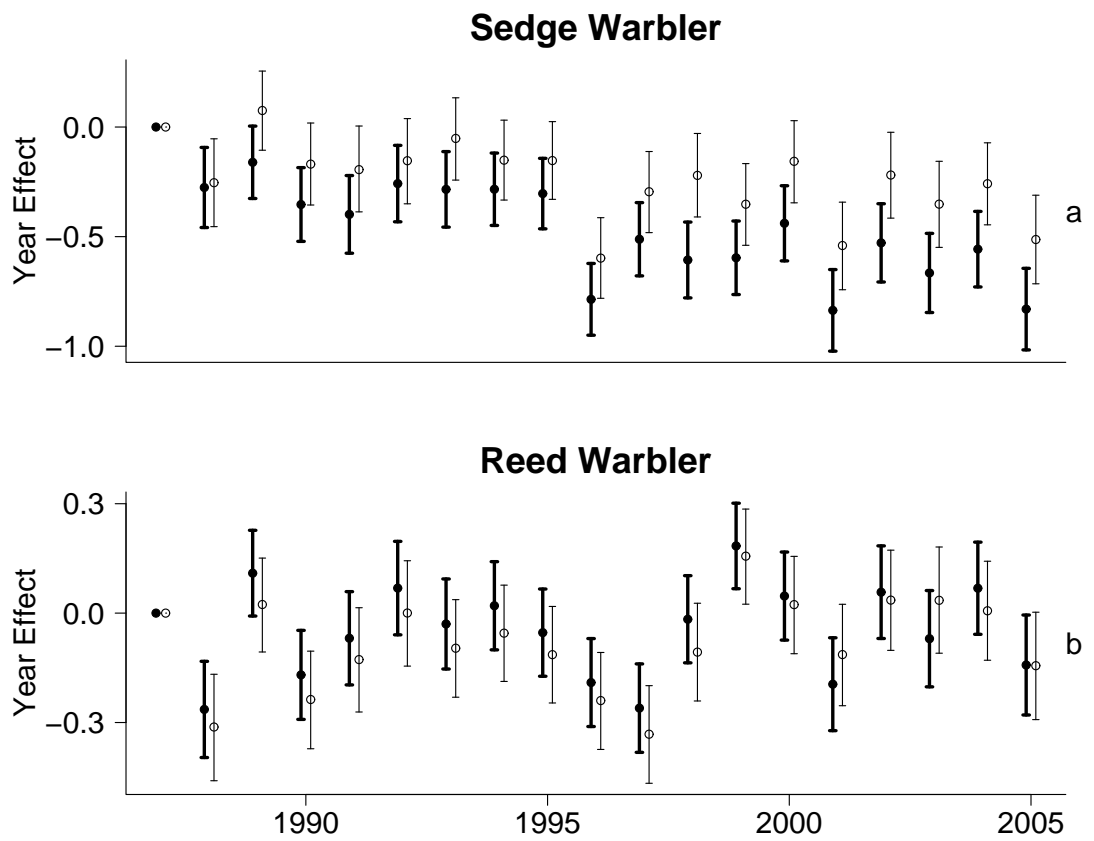 Sedge Warbler
0.0
−0.5
−1.0
Year Effect
a
Reed Warbler
0.3
0.0
−0.3
Year Effect
b
1990 1995 2000 2005